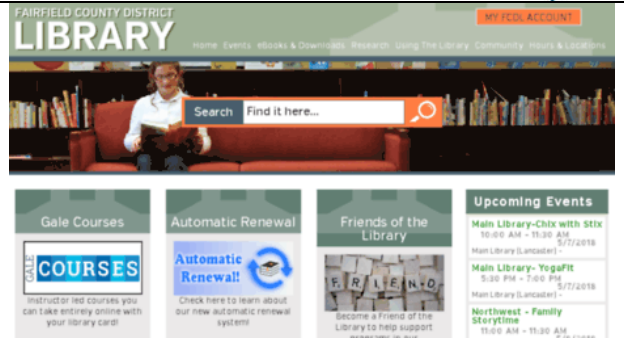 FAIRFIELD COUNTY DISTRICT
LIBRARY
MY FCDL ACCOUNT
Home Events eBooks & Downloads Research Using The Library Community Hours & Locations
Search Find it here...
Gale Courses
GALE COURSES
Instructor led courses you
can take entirely online with
your library card!
Automatic Renewal
Automatic
Renewal!
Check here to learn about
our new automatic renewal
system!
Friends of the
Library
FRIEND
Become a Friend of the
Library to help support
programs in our
Upcoming Events
Main Library-Chix with Stix
10:00 AM - 11:30 AM
5/7/2018
Main Library (Lancaster) -
Main Library- YogaFit
5:30 PM - 7:00 PM
5/7/2018
Main Library (Lancaster) -
Northwest - Family
Storytime
11:00 AM - 11:30 AM